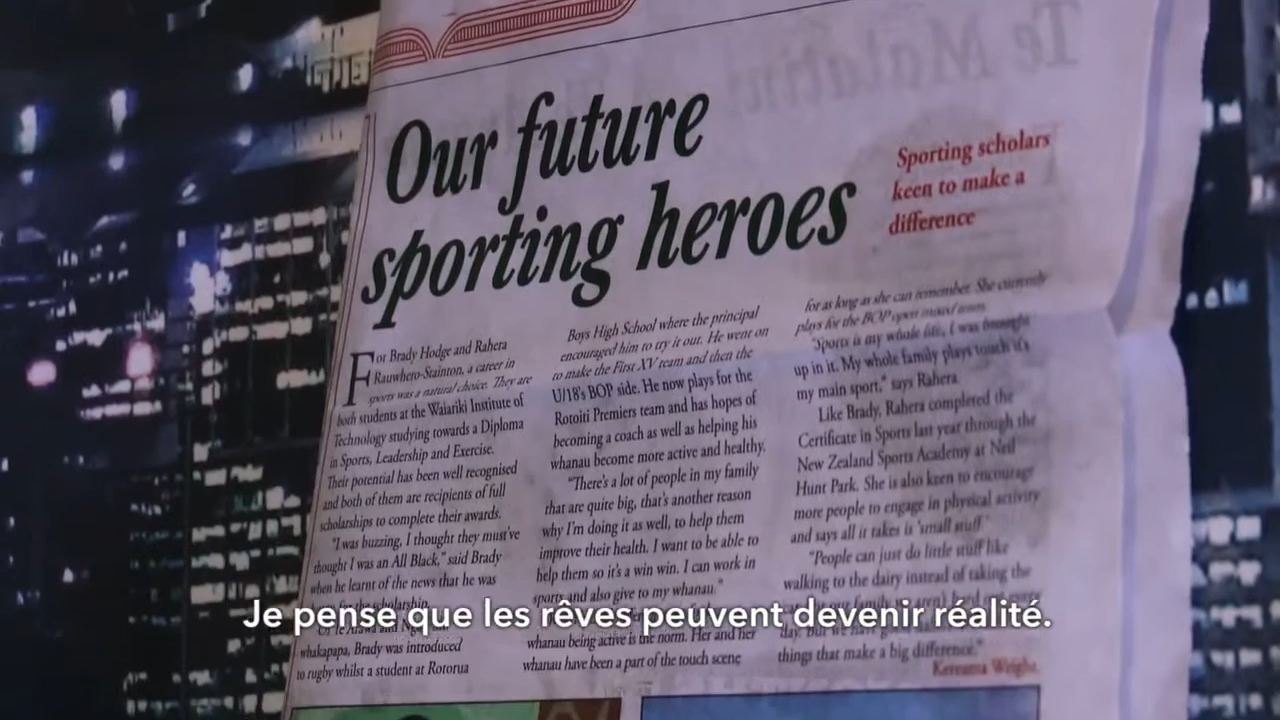 Our future
sporting heroes
Sporting scholars
keen to make a
difference
For Brady Hodge and Rahera
Rauwhero-Stainton, a career in
sports was a natural choice. They are
both students at the Waiariki Institute of
Technology studying towards a Diploma
in Sports, Leadership and Exercise.
Their potential has been well recognised
and both of them are recipients of full
scholarships to complete their awards.
"I was buzzing, I thought they must've
thought I was an All Black," said Brady
when he learnt of the news that he was
scholarship.
Of Te Arawa and
whakapapa, Brady was introduced
to rugby whilst a student at Rotorua
Boys High School where the principal
encouraged him to try it out. He went on
to make the First XV team and then the
U/18's BOP side. He now plays for the
Rotoiti Premiers team and has hopes of
becoming a coach as well as helping his
whanau become more active and healthy.
"There's a lot of people in my family
that are quite big, that's another reason
why I'm doing it as well, to help them
improve their health. I want to be able to
help them so it's a win win. I can work in
sports and also give to my whanau."
whanau being active is the norm. Her and her
whanau have been a part of the touch scene
for as long as she can remember. She currently
plays for the BOP open mixed team.
"Sports is my whole life, I was brought
up in it. My whole family plays touch it's
my main sport," says Rahera.
Like Brady, Rahera completed the
Certificate in Sports last year through the
New Zealand Sports Academy at Neil
Hunt Park. She is also keen to encourage
more people to engage in physical activity
and says all it takes is 'small stuff.'
"People can just do little stuff like
walking to the dairy instead of taking the
day. But we have good
things that make a big difference."
Kereama Wright
Je pense que les rêves peuvent devenir réalité.